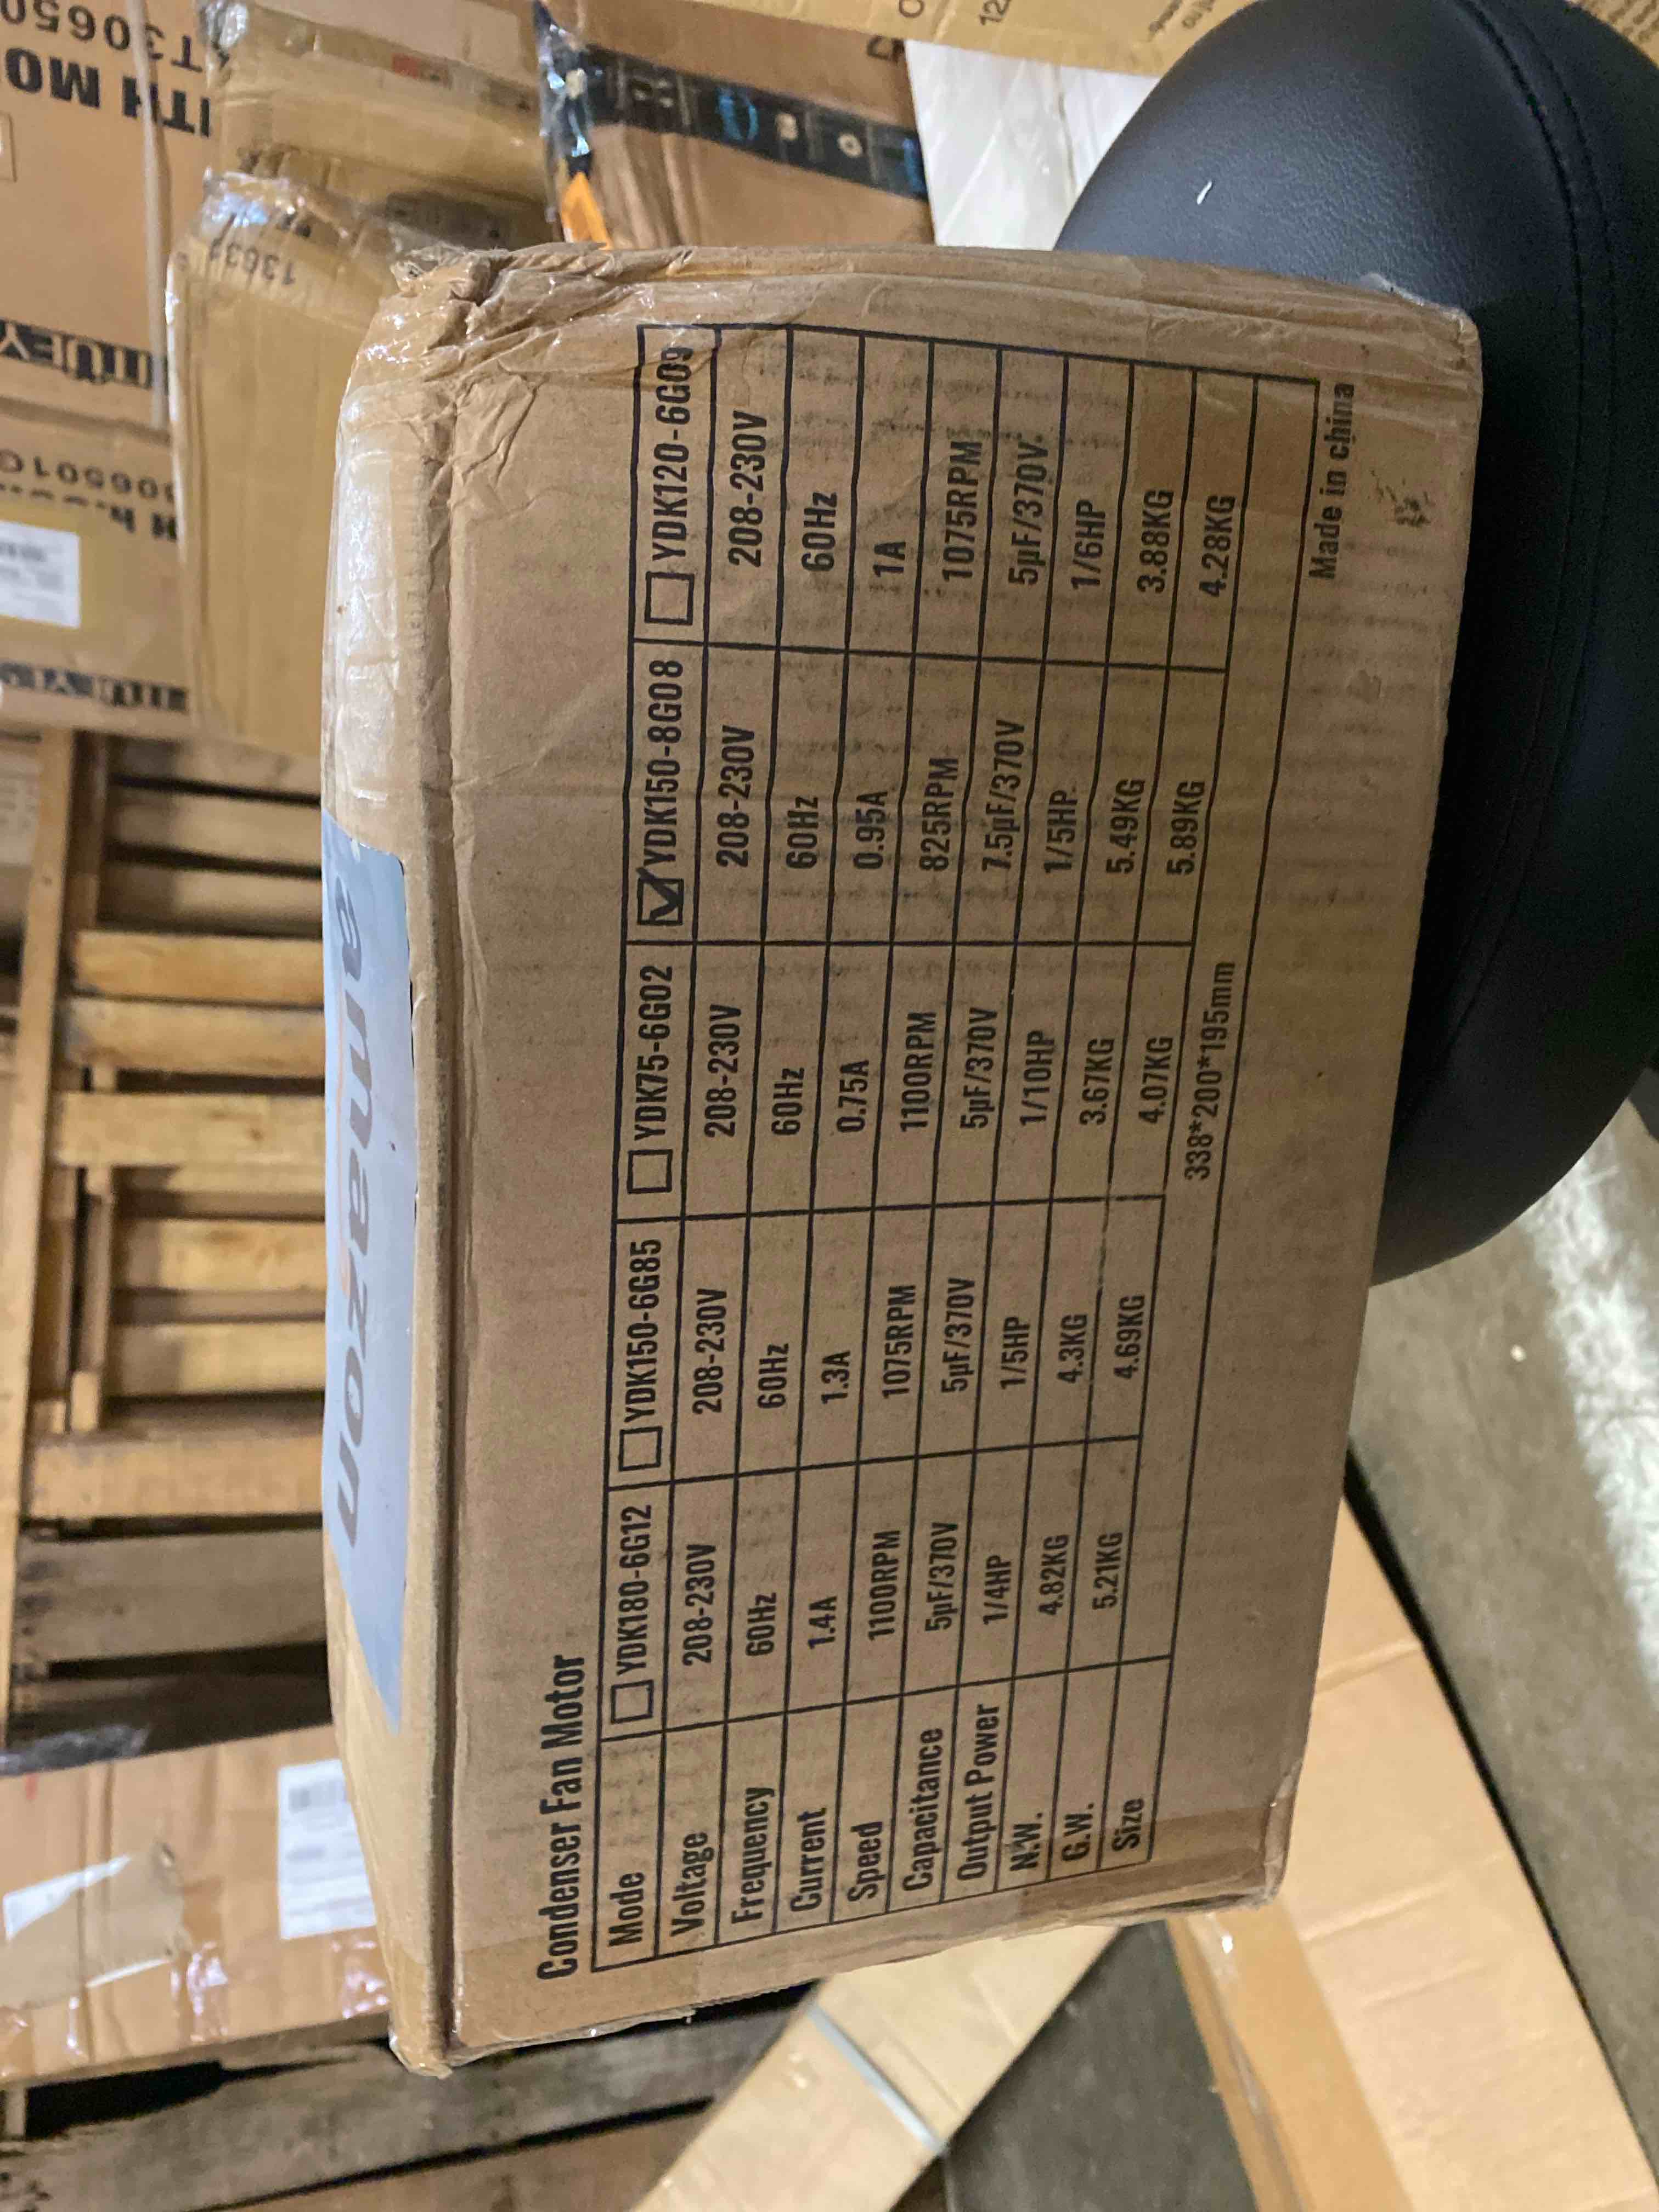 amazon
Condenser Fan Motor
Mode ☐YDK180-6G12 ☐YDK150-6G85 ☐YDK75-6G02 ☑YDK150-8G08 ☐YDK120-6G09
Voltage 208-230V 208-230V 208-230V 208-230V 208-230V
Frequency 60Hz 60Hz 60Hz 60Hz 60Hz
Current 1.4A 1.3A 0.75A 0.95A 1A
Speed 1100RPM 1075RPM 1100RPM 825RPM 1075RPM
Capacitance 5μF/370V 5μF/370V 5μF/370V 7.5μF/370V 5μF/370V
Output Power 1/4HP 1/5HP 1/10HP 1/5HP 1/6HP
N.W. 4.82KG 4.3KG 3.67KG 5.49KG 3.88KG
G.W. 5.21KG 4.69KG 4.07KG 5.89KG 4.28KG
Size 338*200*195mm
Made in china